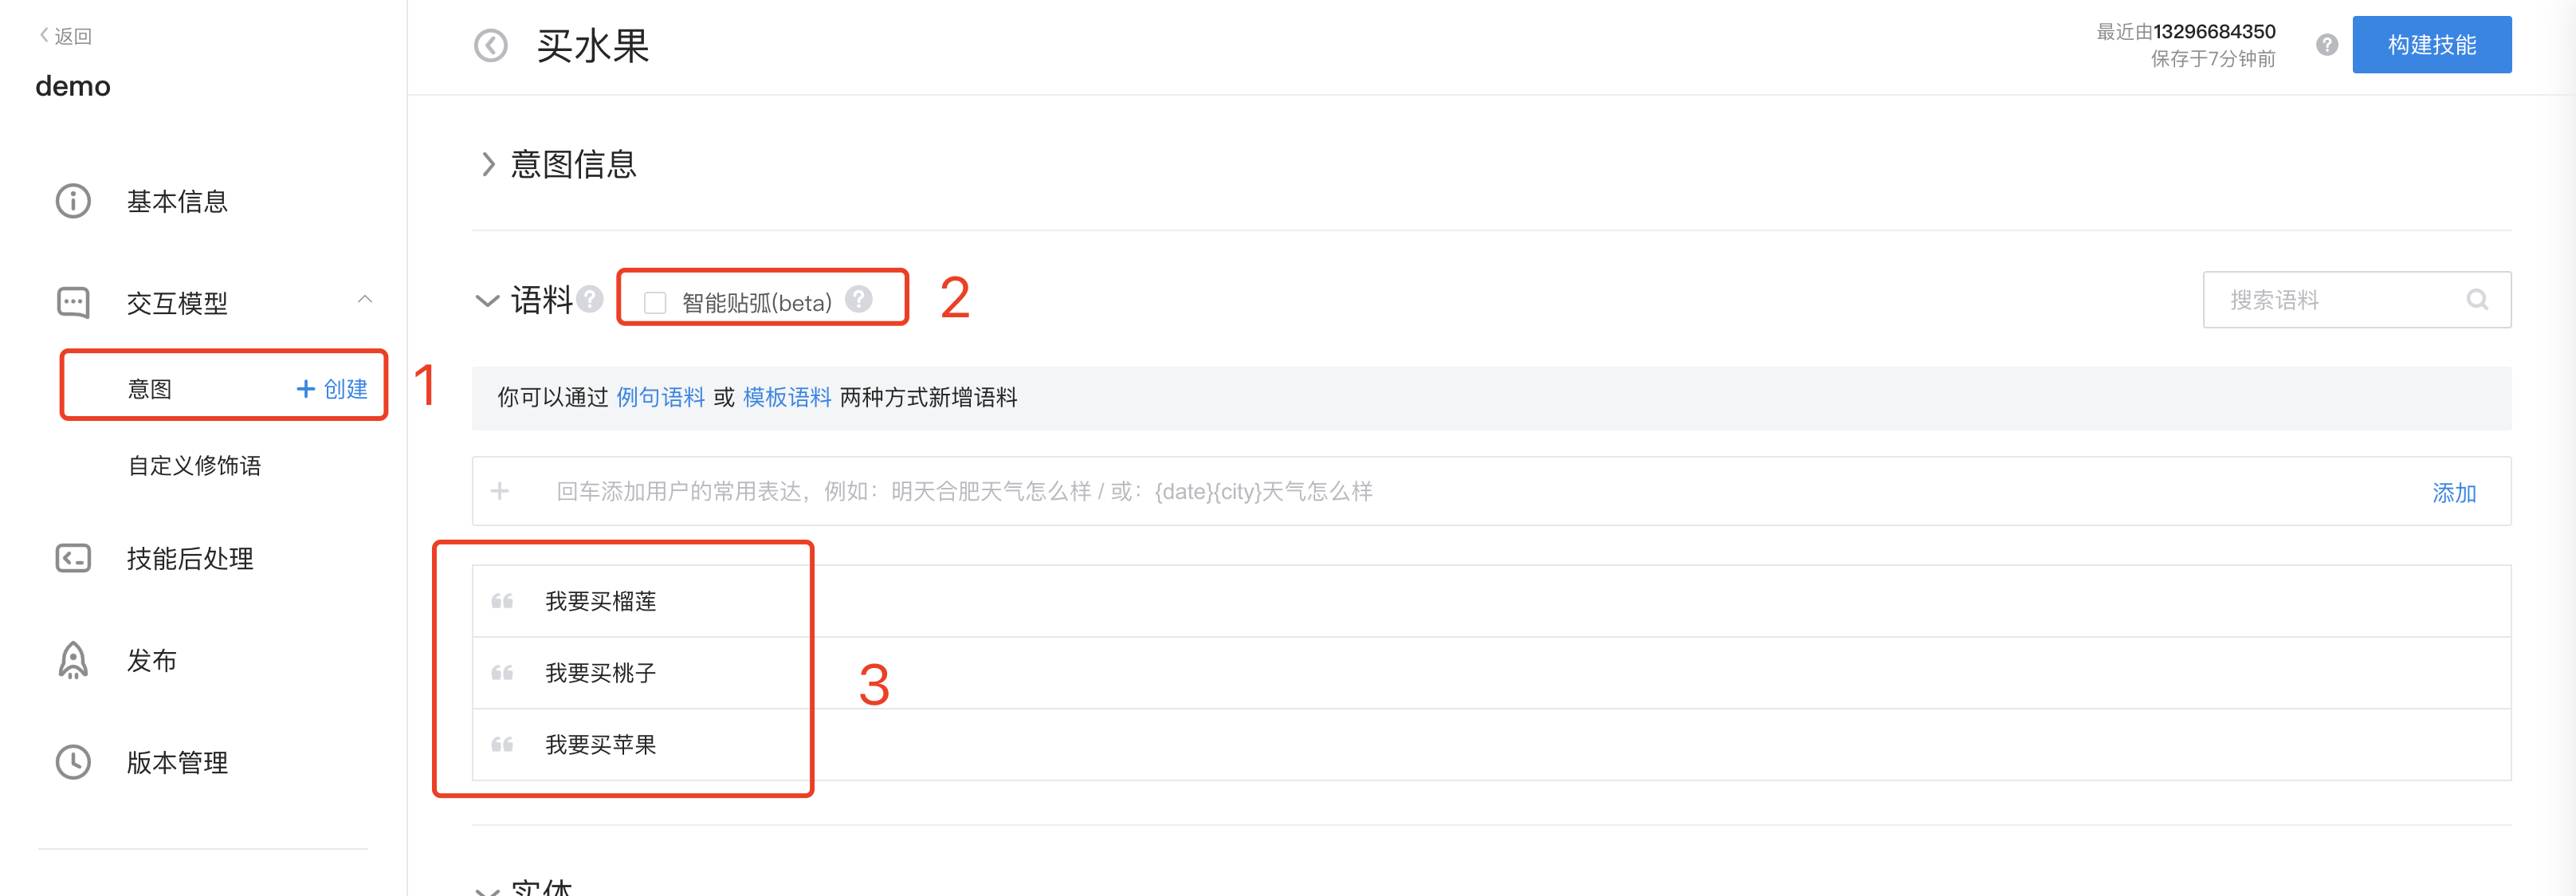 返回
demo
基本信息
交互模型
意图 + 创建
1
自定义修饰语
技能后处理
发布
版本管理
买水果
最近由13296684350
保存于7分钟前
?
构建技能
意图信息
语料 ? 智能贴弧(beta) ?
2
搜索语料
你可以通过 例句语料 或 模板语料 两种方式新增语料
+ 回车添加用户的常用表达，例如：明天合肥天气怎么样 / 或：{date}{city}天气怎么样 添加
我要买榴莲
我要买桃子
我要买苹果
3
实体